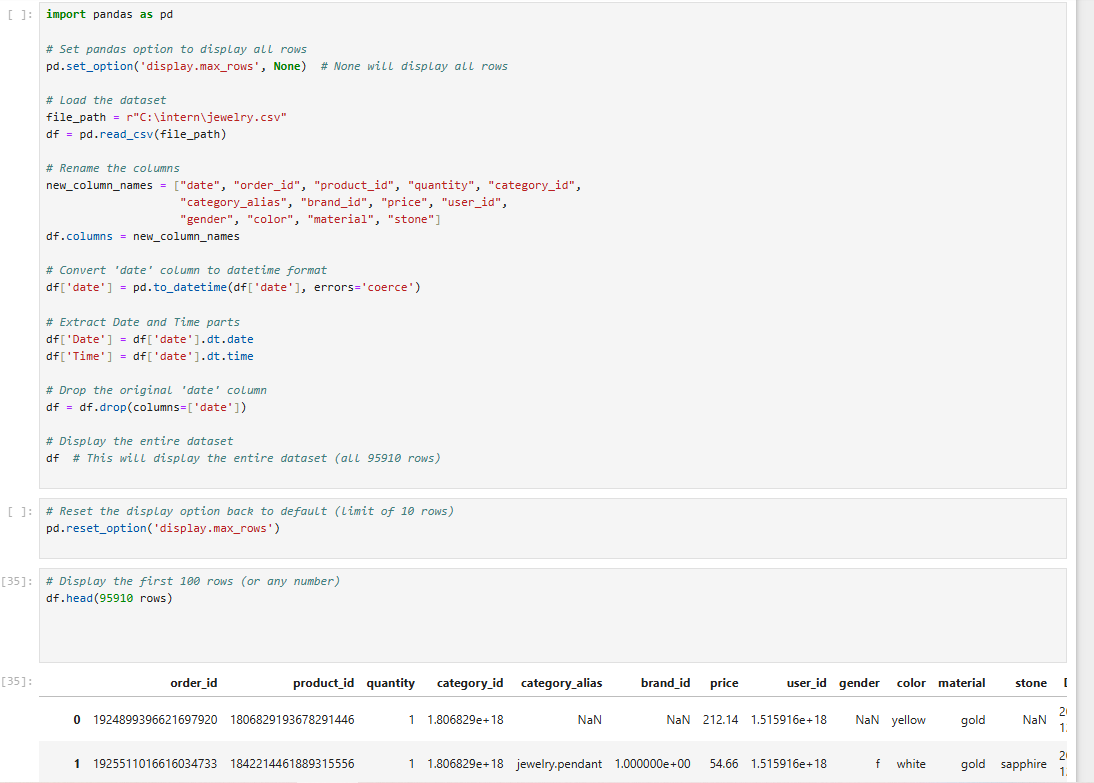 [ ]:
import pandas as pd
# Set pandas option to display all rows
pd.set_option('display.max_rows', None)  # None will display all rows
# Load the dataset
file_path = r"C:\intern\jewelry.csv"
df = pd.read_csv(file_path)
# Rename the columns
new_column_names = ["date", "order_id", "product_id", "quantity", "category_id",
"category_alias", "brand_id", "price", "user_id",
"gender", "color", "material", "stone"]
df.columns = new_column_names
# Convert 'date' column to datetime format
df['date'] = pd.to_datetime(df['date'], errors='coerce')
# Extract Date and Time parts
df['Date'] = df['date'].dt.date
df['Time'] = df['date'].dt.time
# Drop the original 'date' column
df = df.drop(columns=['date'])
# Display the entire dataset
df  # This will display the entire dataset (all 95910 rows)
[ ]:
# Reset the display option back to default (limit of 10 rows)
pd.reset_option('display.max_rows')
[35]:
# Display the first 100 rows (or any number)
df.head(95910 rows)
[35]:
order_id product_id quantity category_id category_alias brand_id price user_id gender color material stone
0 1924899396621697920 1806829193678291446 1 1.806829e+18 NaN NaN 212.14 1.515916e+18 NaN yellow gold NaN
1 1925511016616034733 1842214461889315556 1 1.806829e+18 jewelry.pendant 1.000000e+00 54.66 1.515916e+18 f white gold sapphire